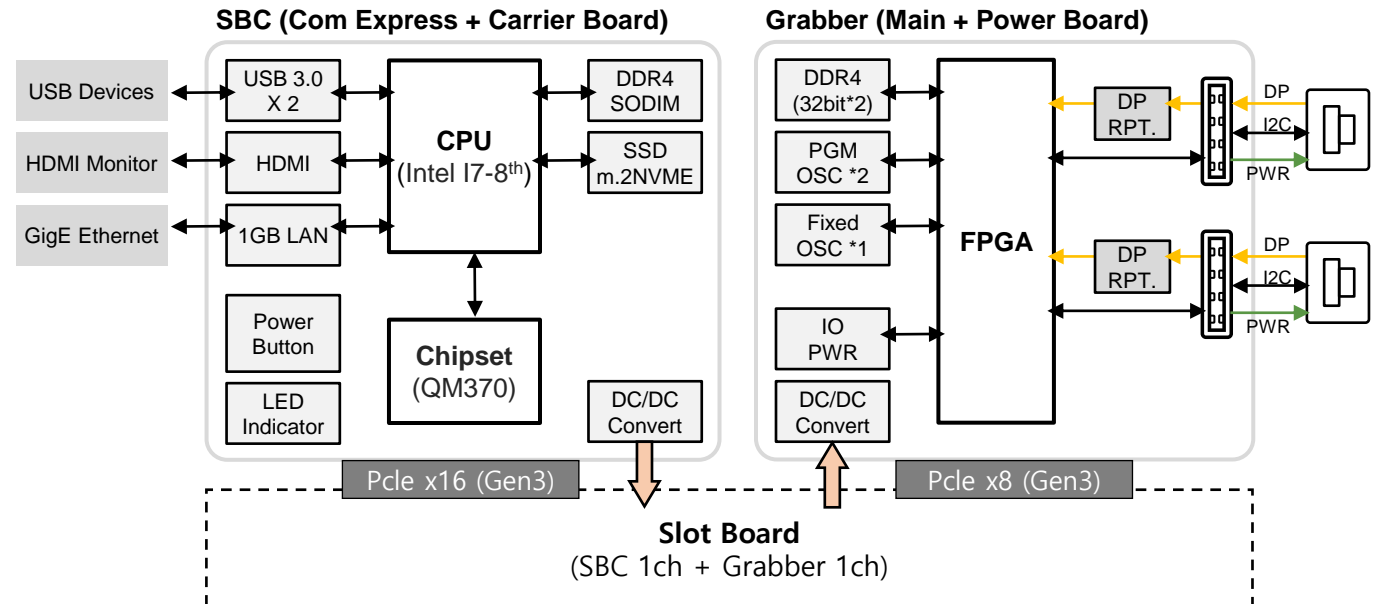 SBC (Com Express + Carrier Board)
Grabber (Main + Power Board)
USB Devices
HDMI Monitor
GigE Ethernet
USB 3.0
X 2
HDMI
1GB LAN
Power
Button
LED
Indicator
CPU
(Intel I7-8th)
Chipset
(QM370)
DDR4
SODIM
SSD
m.2NVME
DC/DC
Convert
DDR4
(32bit*2)
PGM
OSC *2
Fixed
OSC *1
IO
PWR
DC/DC
Convert
FPGA
DP
RPT.
DP
I2C
PWR
DP
RPT.
DP
I2C
PWR
PcIe x16 (Gen3)
PcIe x8 (Gen3)
Slot Board
(SBC 1ch + Grabber 1ch)